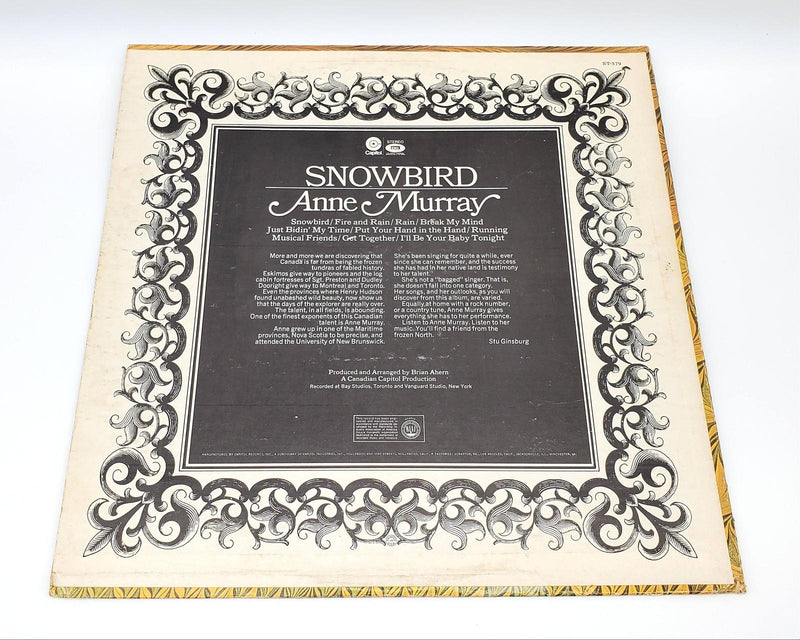 ST-579
Capitol
STEREO
SNOWBIRD
Anne Murray
Snowbird/Fire and Rain/Rain/Break My Mind
Just Bidin' My Time/Put Your Hand in the Hand/Running
Musical Friends/Get Together/I'll Be Your Baby Tonight
More and more we are discovering that
Canada is far from being the frozen
tundras of fabled history.
Eskimos give way to pioneers and the log
cabin fortresses of Sgt. Preston and Dudley
Dooright give way to Montreal and Toronto.
Even the provinces where Henry Hudson
found unabashed wild beauty, now show us
that the days of the explorer are really over.
The talent, in all fields, is abounding.
One of the finest exponents of this Canadian
talent is Anne Murray.
Anne grew up in one of the Maritime
provinces, Nova Scotia to be precise, and
attended the University of New Brunswick.
She's been singing for quite a while, ever
since she can remember, and the success
she has had in her native land is testimony
to her talent.
She's not a "bagged" singer. That is,
she doesn't fall into one category.
Her songs, and her outlooks, as you will
discover from this album, are varied.
Equally at home with a rock number,
or a country tune, Anne Murray gives
everything she has to her performance.
Listen to Anne Murray. Listen to her
music. You'll find a friend from the
frozen North.
Stu Ginsburg
Produced and Arranged by Brian Ahern
A Canadian Capitol Production
Recorded at Bay Studios, Toronto and Vanguard Studio, New York